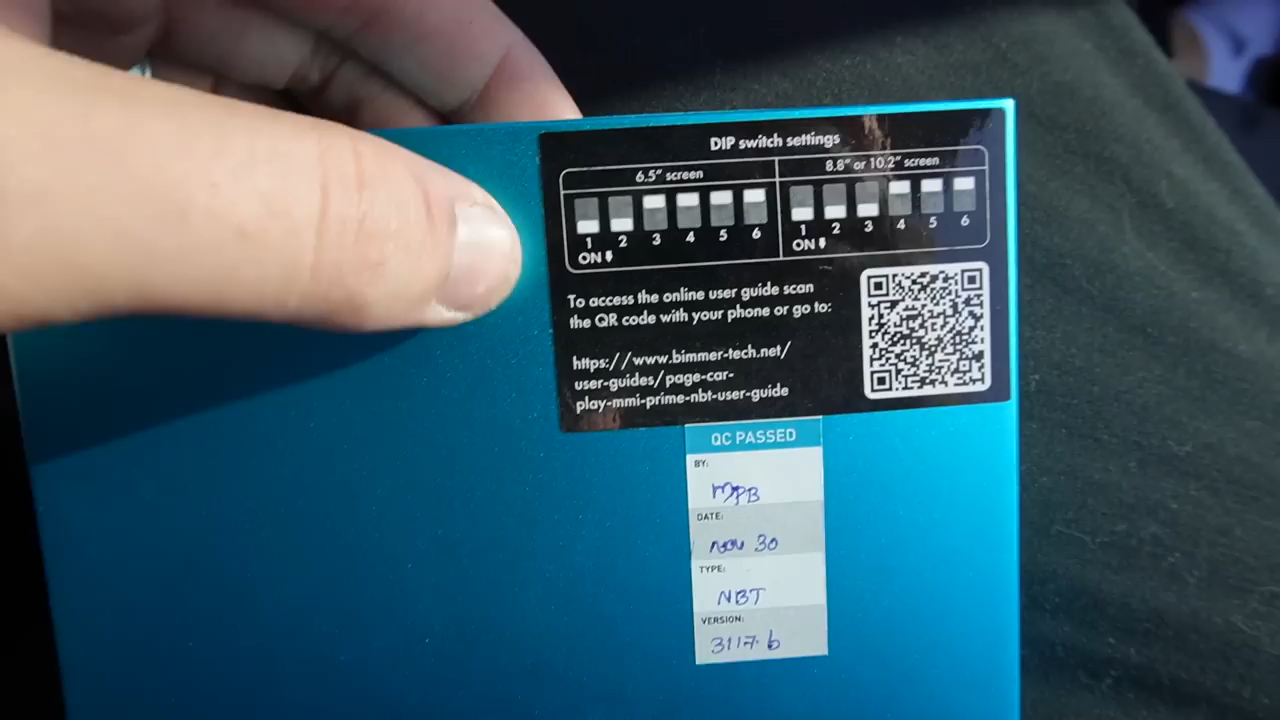 DIP switch settings
6.5" screen
1 2 3 4 5 6
ON
8.8" or 10.2" screen
1 2 3 4 5 6
ON
To access the online user guide scan
the QR code with your phone or go to:
https://www.bimmer-tech.net/
user-guides/page-car-
play-mmi-prime-nbt-user-guide
QC PASSED
BY:
MPB
DATE:
Nov 30
TYPE:
NBT
VERSION:
3117.6